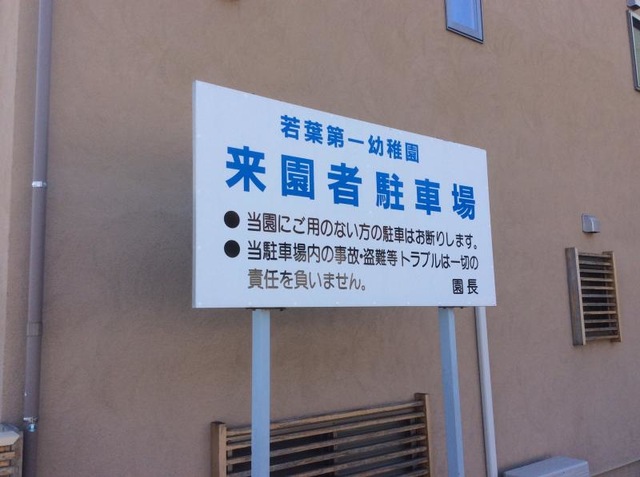 若葉第一幼稚園
来園者駐車場
●当園にご用のない方の駐車はお断りします。
●当駐車場内の事故・盗難等トラブルは一切の
責任を負いません。
園長